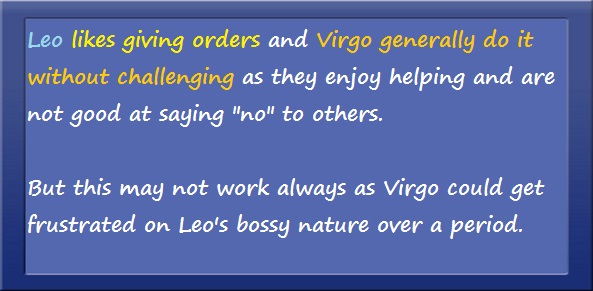 Leo likes giving orders and Virgo generally do it
without challenging as they enjoy helping and are
not good at saying "no" to others.
But this may not work always as Virgo could get
frustrated on Leo's bossy nature over a period.